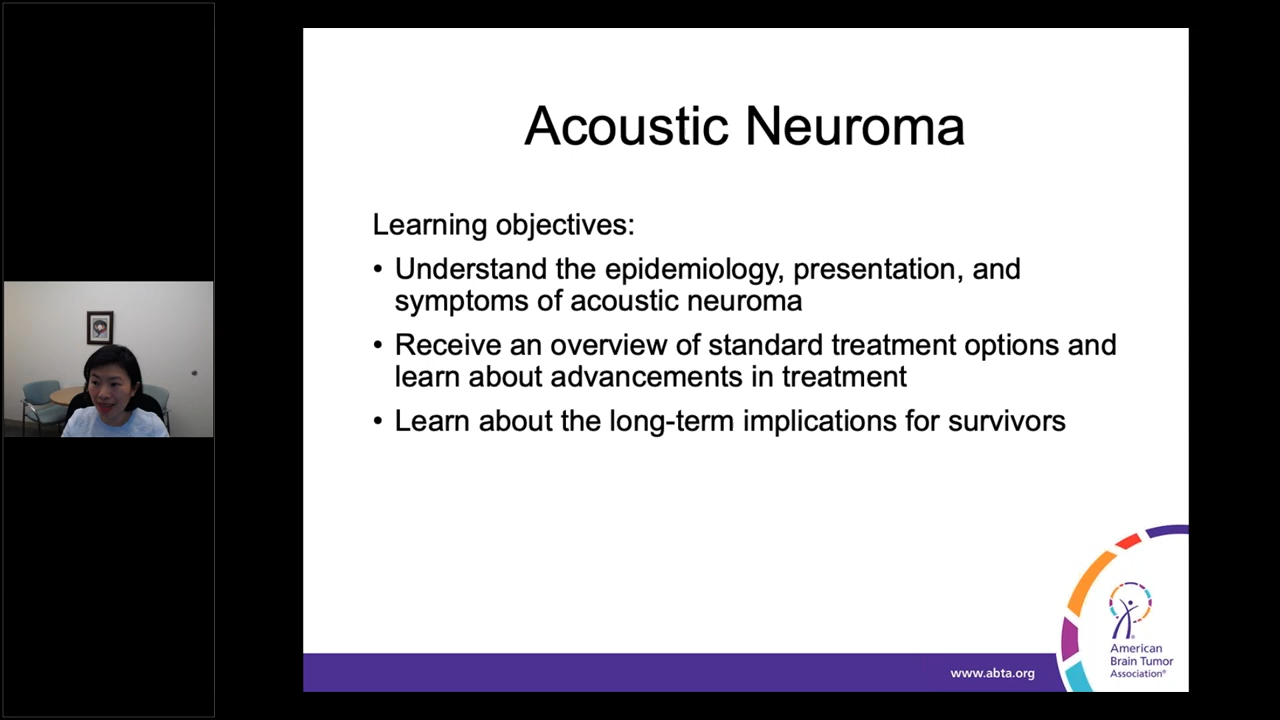 Acoustic Neuroma
Learning objectives:
• Understand the epidemiology, presentation, and
symptoms of acoustic neuroma
• Receive an overview of standard treatment options and
learn about advancements in treatment
• Learn about the long-term implications for survivors
www.abta.org
American
Brain Tumor
Association®